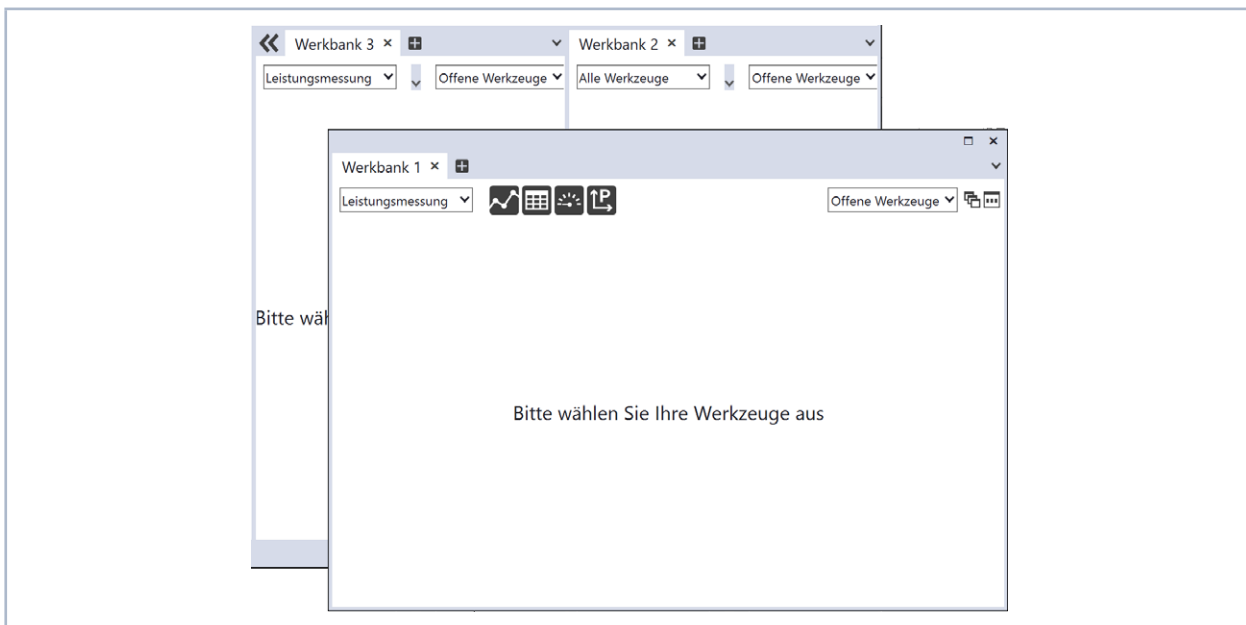 Werkbank 3
Werkbank 2
Leistungsmessung
Offene Werkzeuge
Alle Werkzeuge
Offene Werkzeuge
Werkbank 1
Leistungsmessung
P
Offene Werkzeuge
Bitte
Bitte wählen Sie Ihre Werkzeuge aus